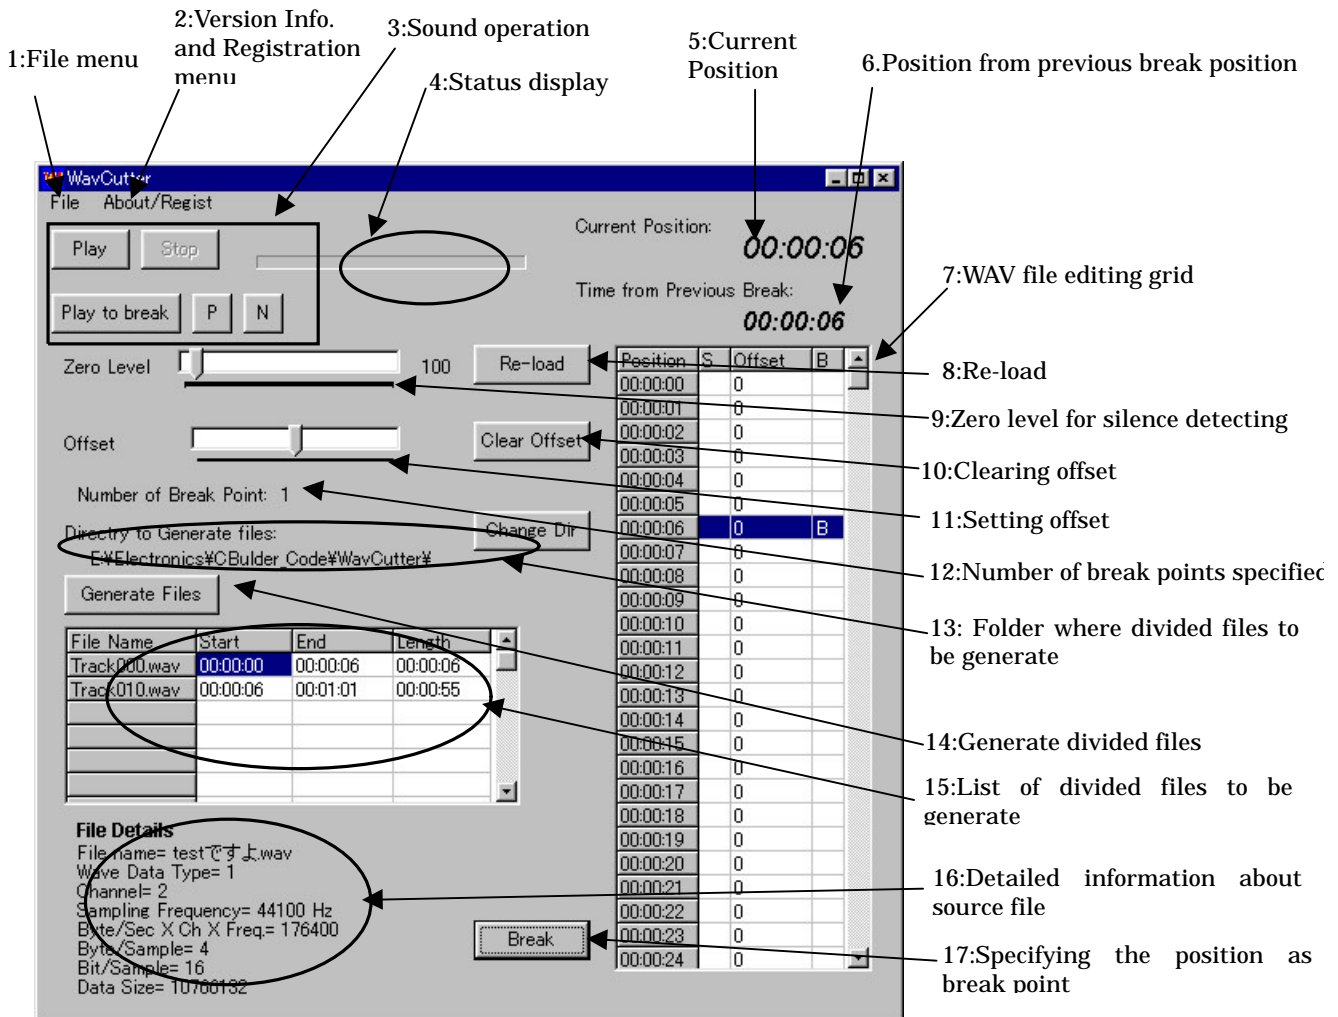 1:File menu
2:Version Info.
and Registration
menu
3:Sound operation
4:Status display
5:Current
Position
6.Position from previous break position
WavCutter
File About/Regist
Play Stop
Play to break P N
Current Position:
00:00:06
Time from Previous Break:
00:00:06
7:WAV file editing grid
Zero Level 100 Re-load
8:Re-load
9:Zero level for silence detecting
Offset Clear Offset
10:Clearing offset
11:Setting offset
Number of Break Point: 1
12:Number of break points specified
Directry to Generate files: Change Dir
E:¥Electronics¥CBulder_Code¥WavCutter¥
13: Folder where divided files to
be generate
Generate Files
14:Generate divided files
File Name Start End Length
Track000.wav 00:00:00 00:00:06 00:00:06
Track010.wav 00:00:06 00:01:01 00:00:55
15:List of divided files to be
generate
Position S Offset B
00:00:00 0
00:00:01 0
00:00:02 0
00:00:03 0
00:00:04 0
00:00:05 0
00:00:06 0 B
00:00:07 0
00:00:08 0
00:00:09 0
00:00:10 0
00:00:11 0
00:00:12 0
00:00:13 0
00:00:14 0
00:00:15 0
00:00:16 0
00:00:17 0
00:00:18 0
00:00:19 0
00:00:20 0
00:00:21 0
00:00:22 0
00:00:23 0
00:00:24 0
File Details
File name= testですよ.wav
Wave Data Type= 1
Channel= 2
Sampling Frequency= 44100 Hz
Byte/Sec X Ch X Freq.= 176400
Byte/Sample= 4
Bit/Sample= 16
Data Size= 10766132
16:Detailed information about
source file
Break
17:Specifying the position as
break point